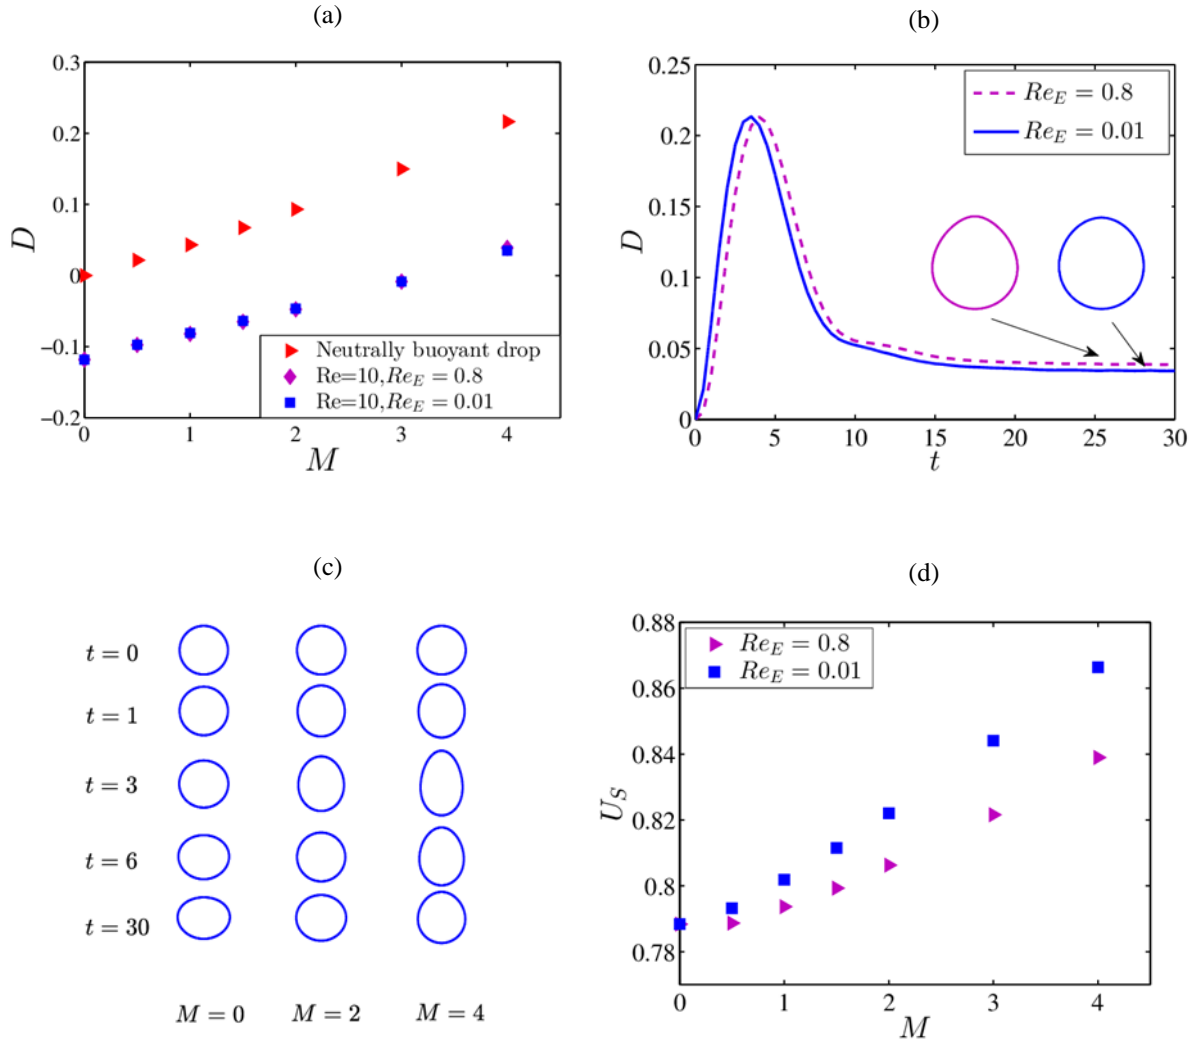 (a)
0.3
0.2
0.1
0
−0.1
−0.2
D
0 1 2 3 4
M
Neutrally buoyant drop
Re=10,Re_E = 0.8
Re=10,Re_E = 0.01
(b)
0.25
0.2
0.15
0.1
0.05
0
D
0 5 10 15 20 25 30
t
Re_E = 0.8
Re_E = 0.01
(c)
t = 0
t = 1
t = 3
t = 6
t = 30
M = 0 M = 2 M = 4
(d)
0.88
0.86
0.84
0.82
0.8
0.78
U_S
0 1 2 3 4
M
Re_E = 0.8
Re_E = 0.01